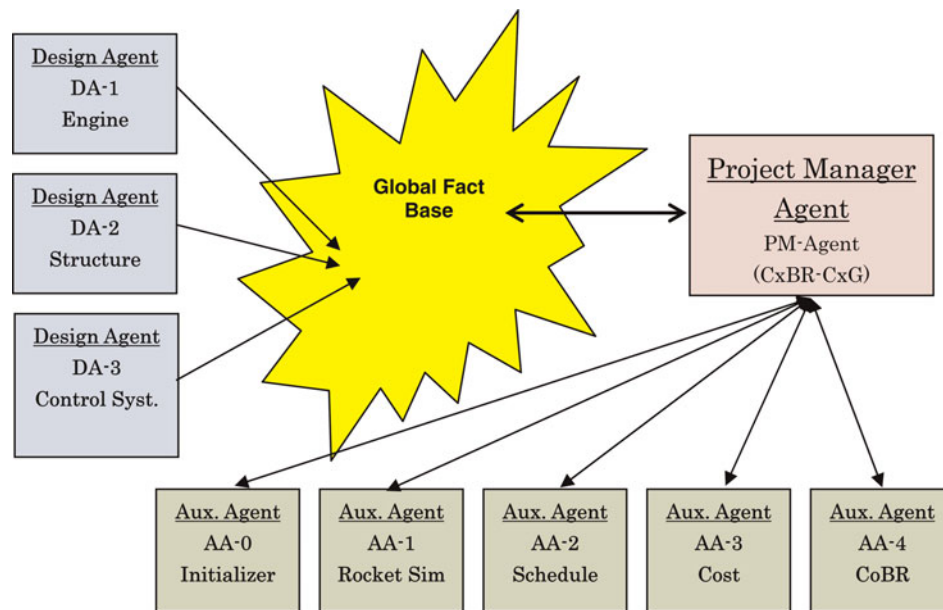 Design Agent
DA-1
Engine
Design Agent
DA-2
Structure
Design Agent
DA-3
Control Syst.
Global Fact
Base
Project Manager
Agent
PM-Agent
(CxBR-CxG)
Aux. Agent
AA-0
Initializer
Aux. Agent
AA-1
Rocket Sim
Aux. Agent
AA-2
Schedule
Aux. Agent
AA-3
Cost
Aux. Agent
AA-4
CoBR